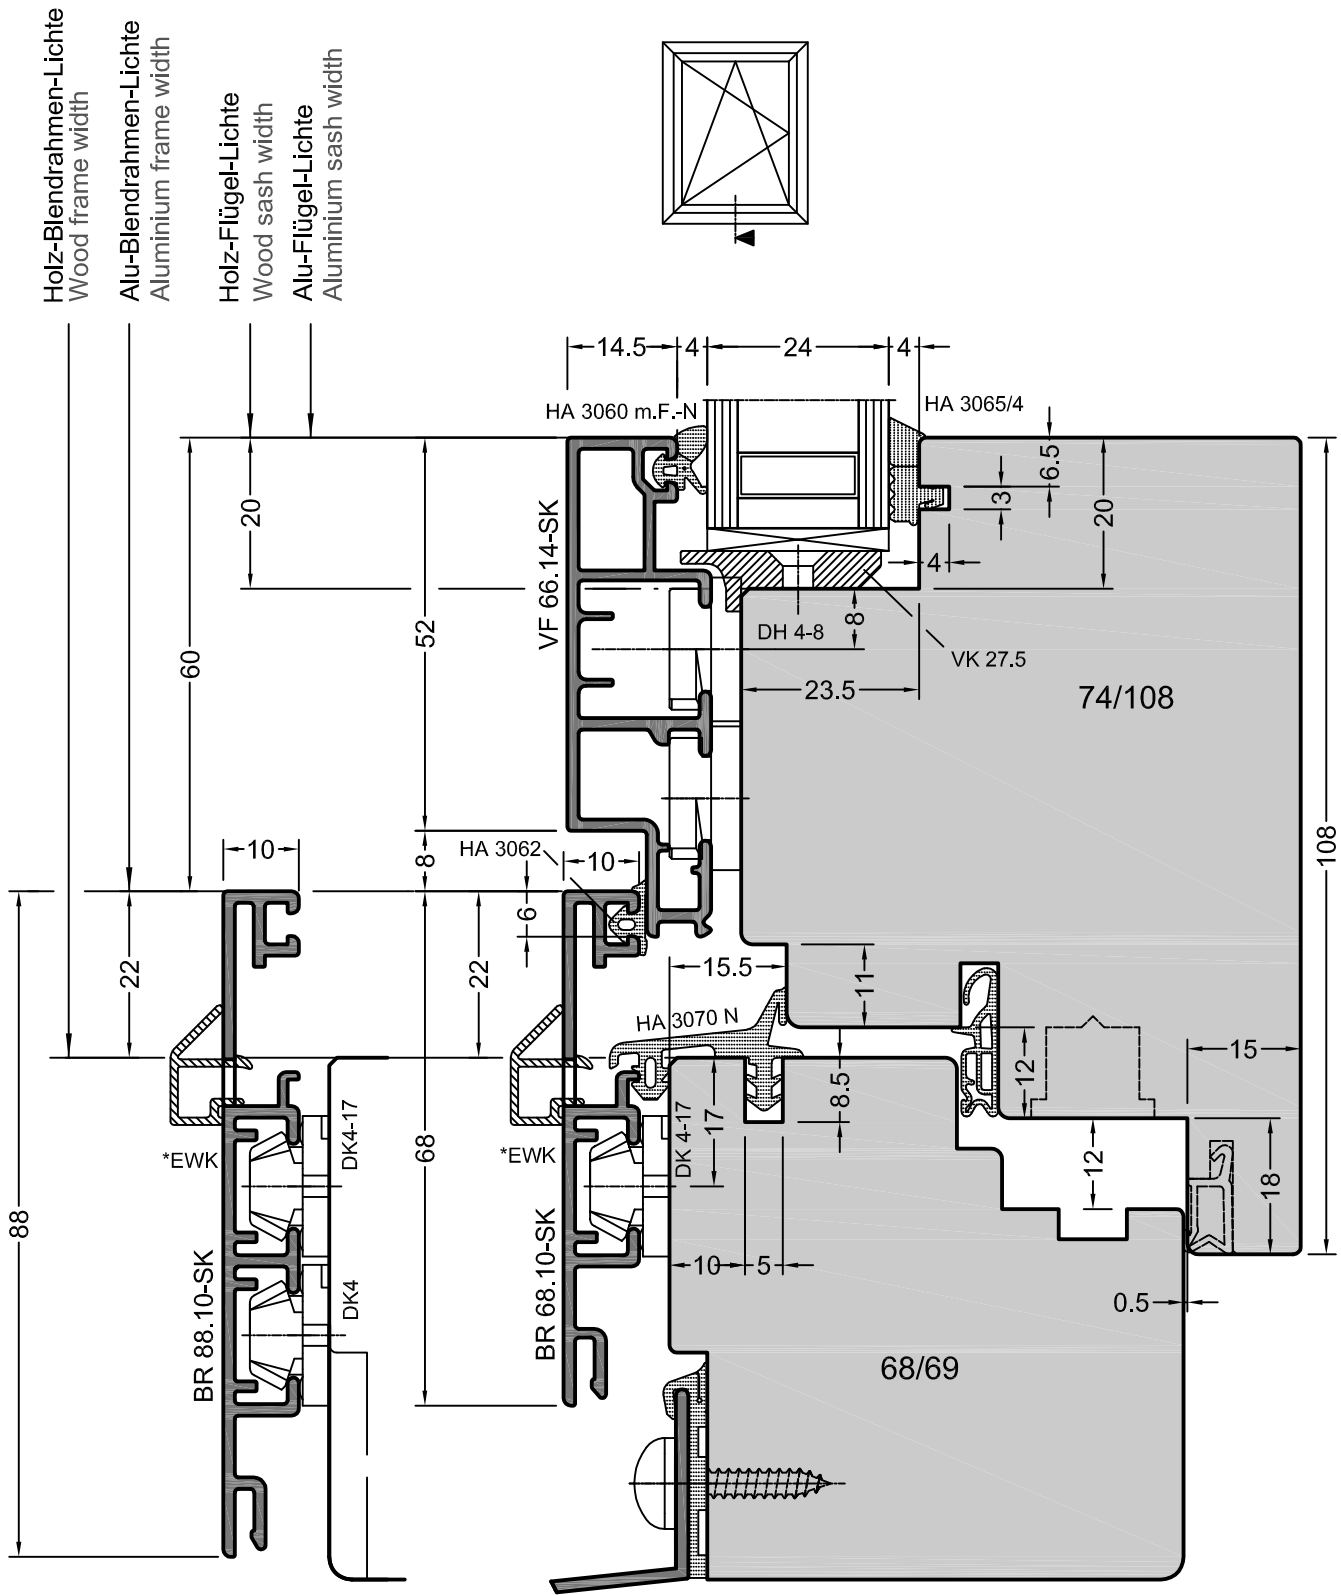 Holz-Blendrahmen-Lichte
Wood frame width
Alu-Blendrahmen-Lichte
Aluminium frame width
Holz-Flügel-Lichte
Wood sash width
Alu-Flügel-Lichte
Aluminium sash width
14.5
4
24
4
HA 3060 m.F.-N
HA 3065/4
6.5
3
20
4
20
60
52
VF 66.14-SK
DH 4-8
8
VK 27.5
23.5
74/108
108
10
8
HA 3062
10
6
22
22
15.5
11
HA 3070 N
12
15
8.5
17
88
68
*EWK
DK4-17
*EWK
DK 4-17
12
18
BR 88.10-SK
DK4
BR 68.10-SK
10
5
0.5
68/69